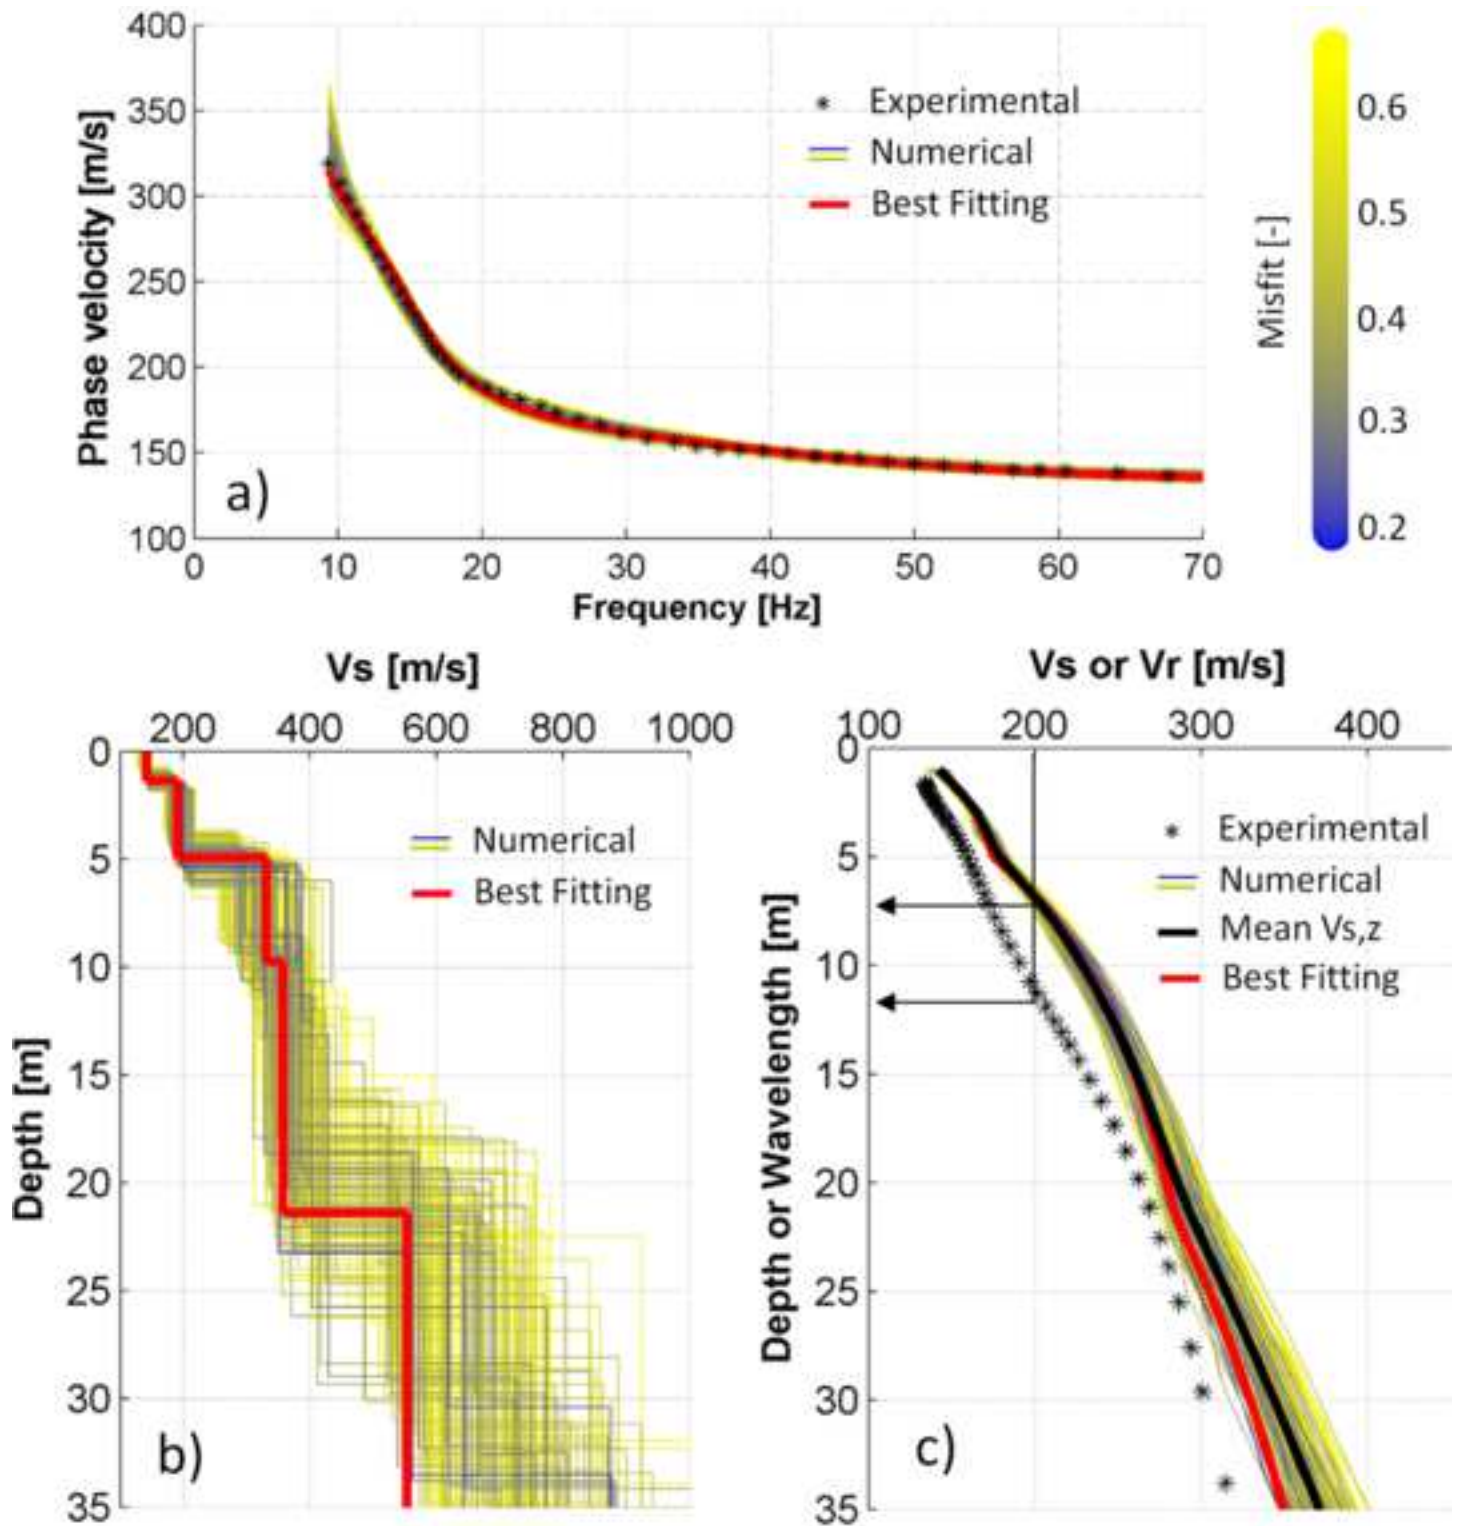 400
350
300
250
200
150
100
Phase velocity [m/s]
Experimental
Numerical
Best Fitting
a)
0 10 20 30 40 50 60 70
Frequency [Hz]
Misfit [-]
0.6
0.5
0.4
0.3
0.2
Vs [m/s]
200 400 600 800 1000
0
5
10
15
20
25
30
35
Depth [m]
Numerical
Best Fitting
b)
Vs or Vr [m/s]
100 200 300 400
0
5
10
15
20
25
30
35
Depth or Wavelength [m]
Experimental
Numerical
Mean Vs,z
Best Fitting
c)